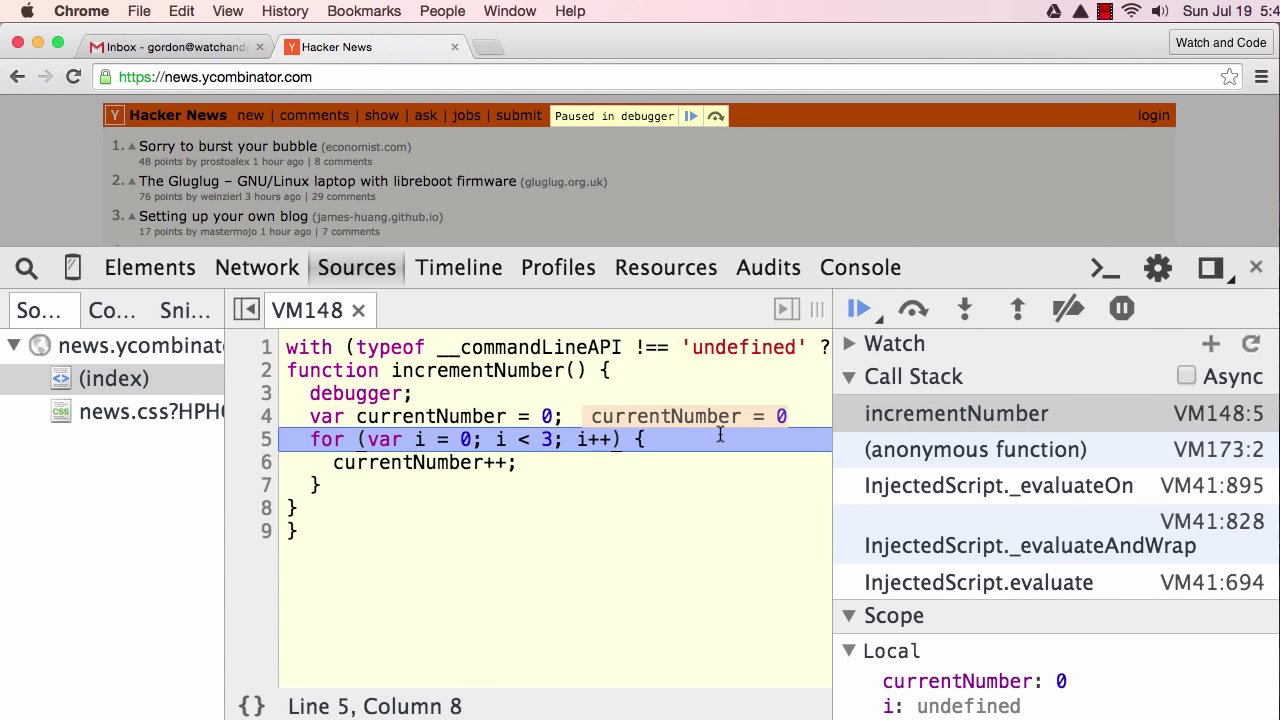 Chrome File Edit View History Bookmarks People Window Help Sun Jul 19 5:4
Inbox - gordon@watchand
Hacker News
Watch and Code
https://news.ycombinator.com
Y Hacker News new | comments | show | ask | jobs | submit Paused in debugger login
1. Sorry to burst your bubble (economist.com)
48 points by prostoalex 1 hour ago | 8 comments
2. The Gluglug – GNU/Linux laptop with libreboot firmware (gluglug.org.uk)
76 points by weinzierl 3 hours ago | 29 comments
3. Setting up your own blog (james-huang.github.io)
17 points by mastermojo 1 hour ago | 7 comments
Elements Network Sources Timeline Profiles Resources Audits Console
So... Co... Sni... VM148
news.ycombinat
(index)
news.css?HPH
1 with (typeof __commandLineAPI !== 'undefined' ?
2 function incrementNumber() {
3 debugger;
4 var currentNumber = 0; currentNumber = 0
5 for (var i = 0; i < 3; i++) {
6 currentNumber++;
7 }
8 }
9 }
{} Line 5, Column 8
Watch
Call Stack Async
incrementNumber VM148:5
(anonymous function) VM173:2
InjectedScript._evaluateOn VM41:895
VM41:828
InjectedScript._evaluateAndWrap
InjectedScript.evaluate VM41:694
Scope
Local
currentNumber: 0
i: undefined